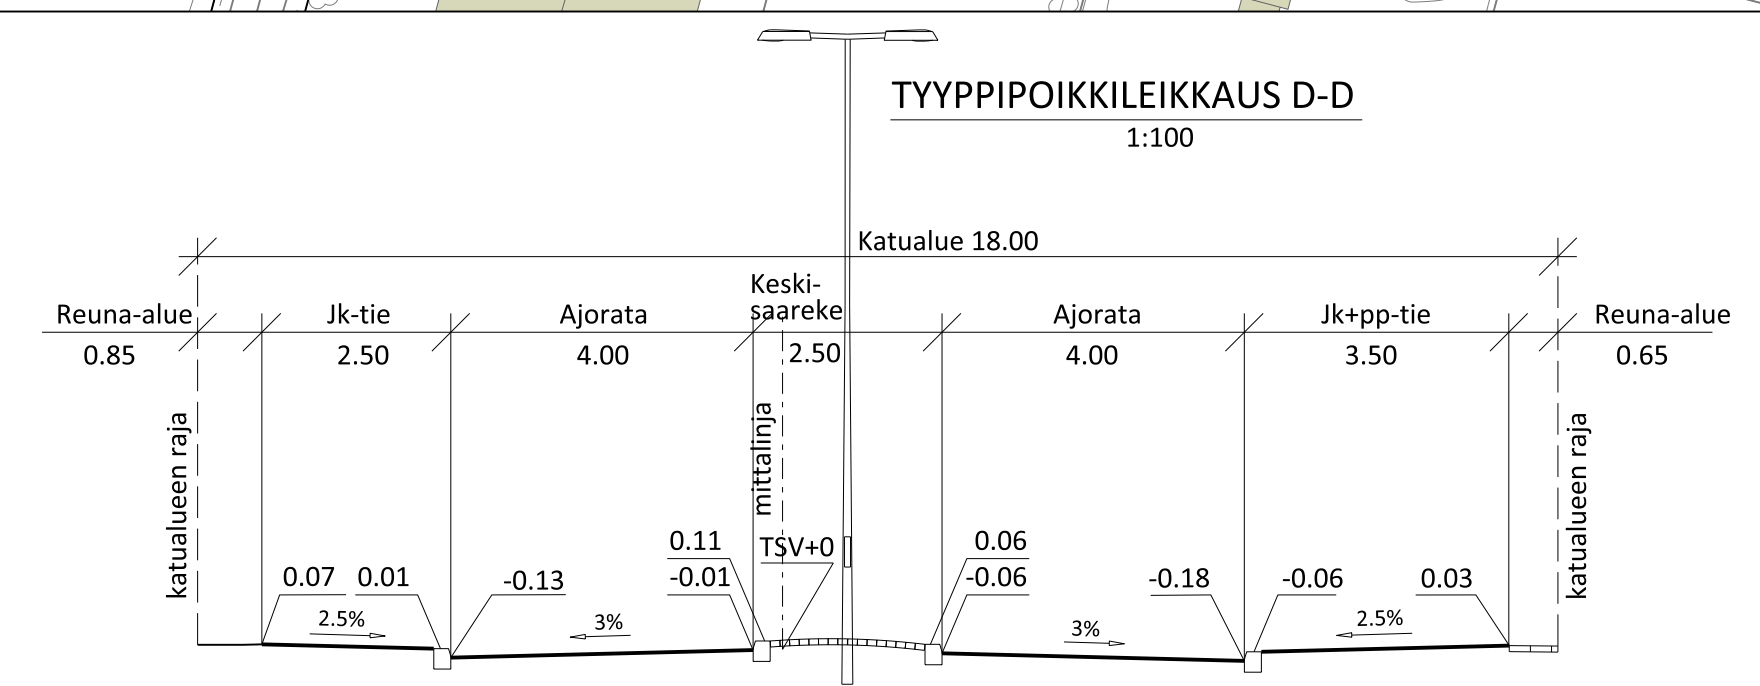 TYYPPIPOIKKILEIKKAUS D-D
1:100
Katualue 18.00
Keski-
saareke
Reuna-alue
Jk-tie
Ajorata
Ajorata
Jk+pp-tie
Reuna-alue
0.85
2.50
4.00
2.50
4.00
3.50
0.65
katualueen raja
mittalinja
katualueen raja
0.11
TSV+0
0.06
0.07
0.01
-0.13
-0.01
-0.06
-0.18
-0.06
0.03
2.5%
3%
3%
2.5%